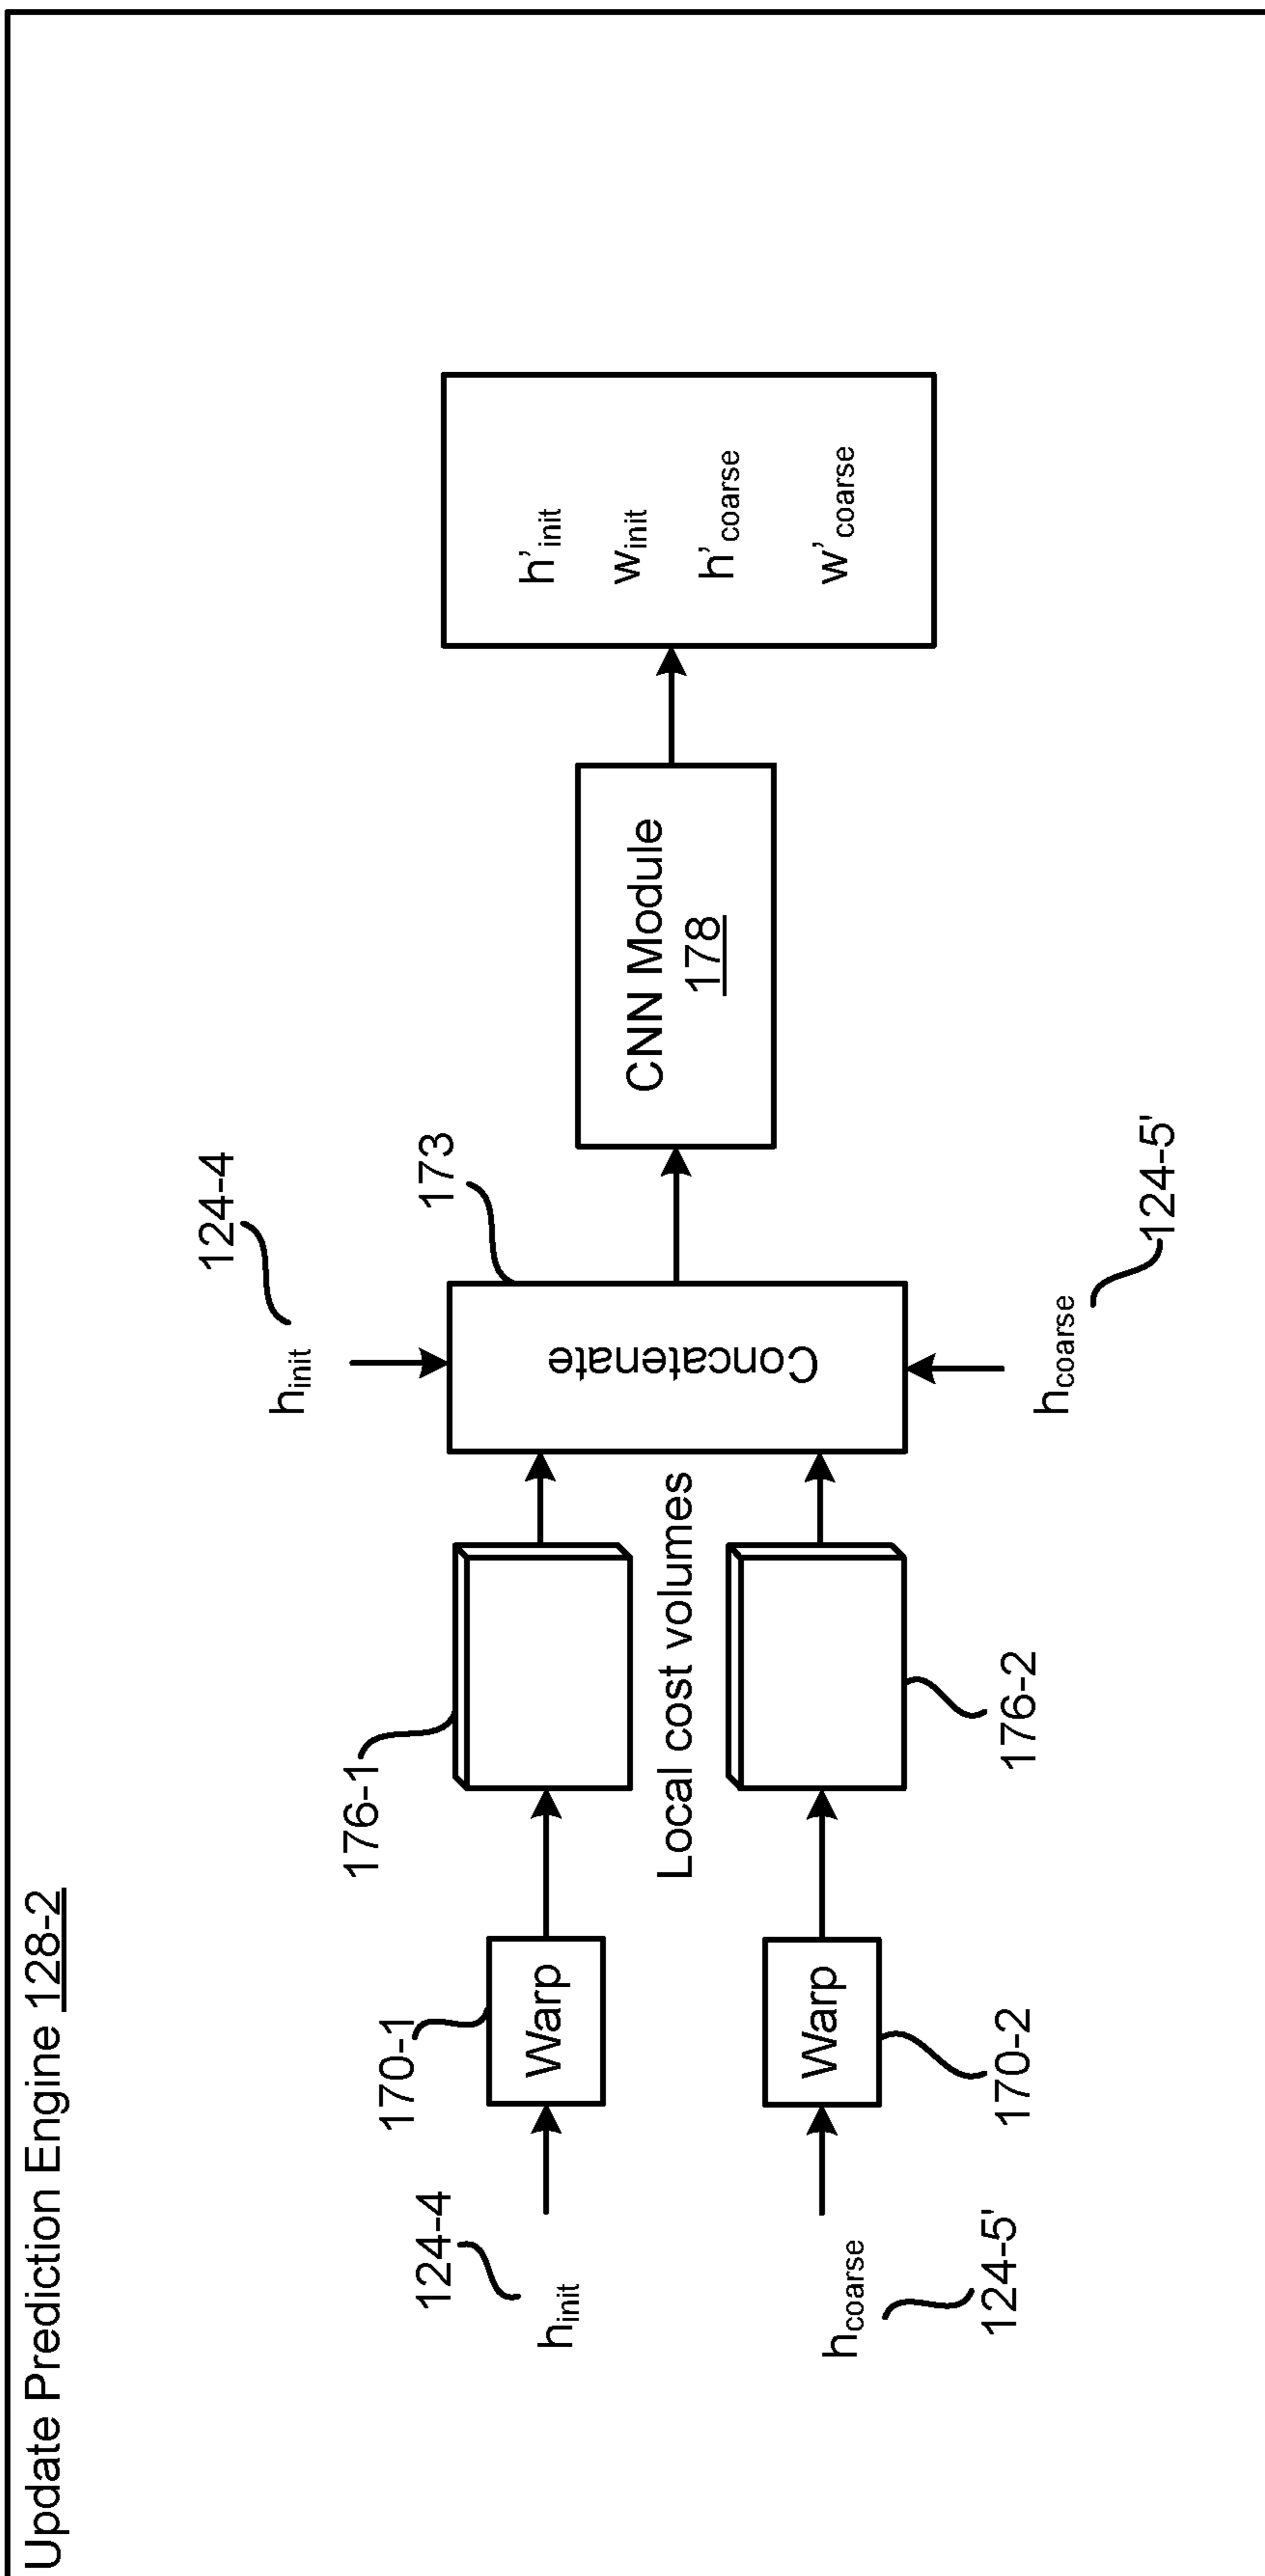 Update Prediction Engine 128-2
124-4
h_init
170-1
Warp
176-1
124-4
h_init
173
Local cost volumes
Concatenate
CNN Module
178
h'_init
w_init
h'_coarse
w'_coarse
h_coarse
124-5'
Warp
170-2
176-2
h_coarse
124-5'